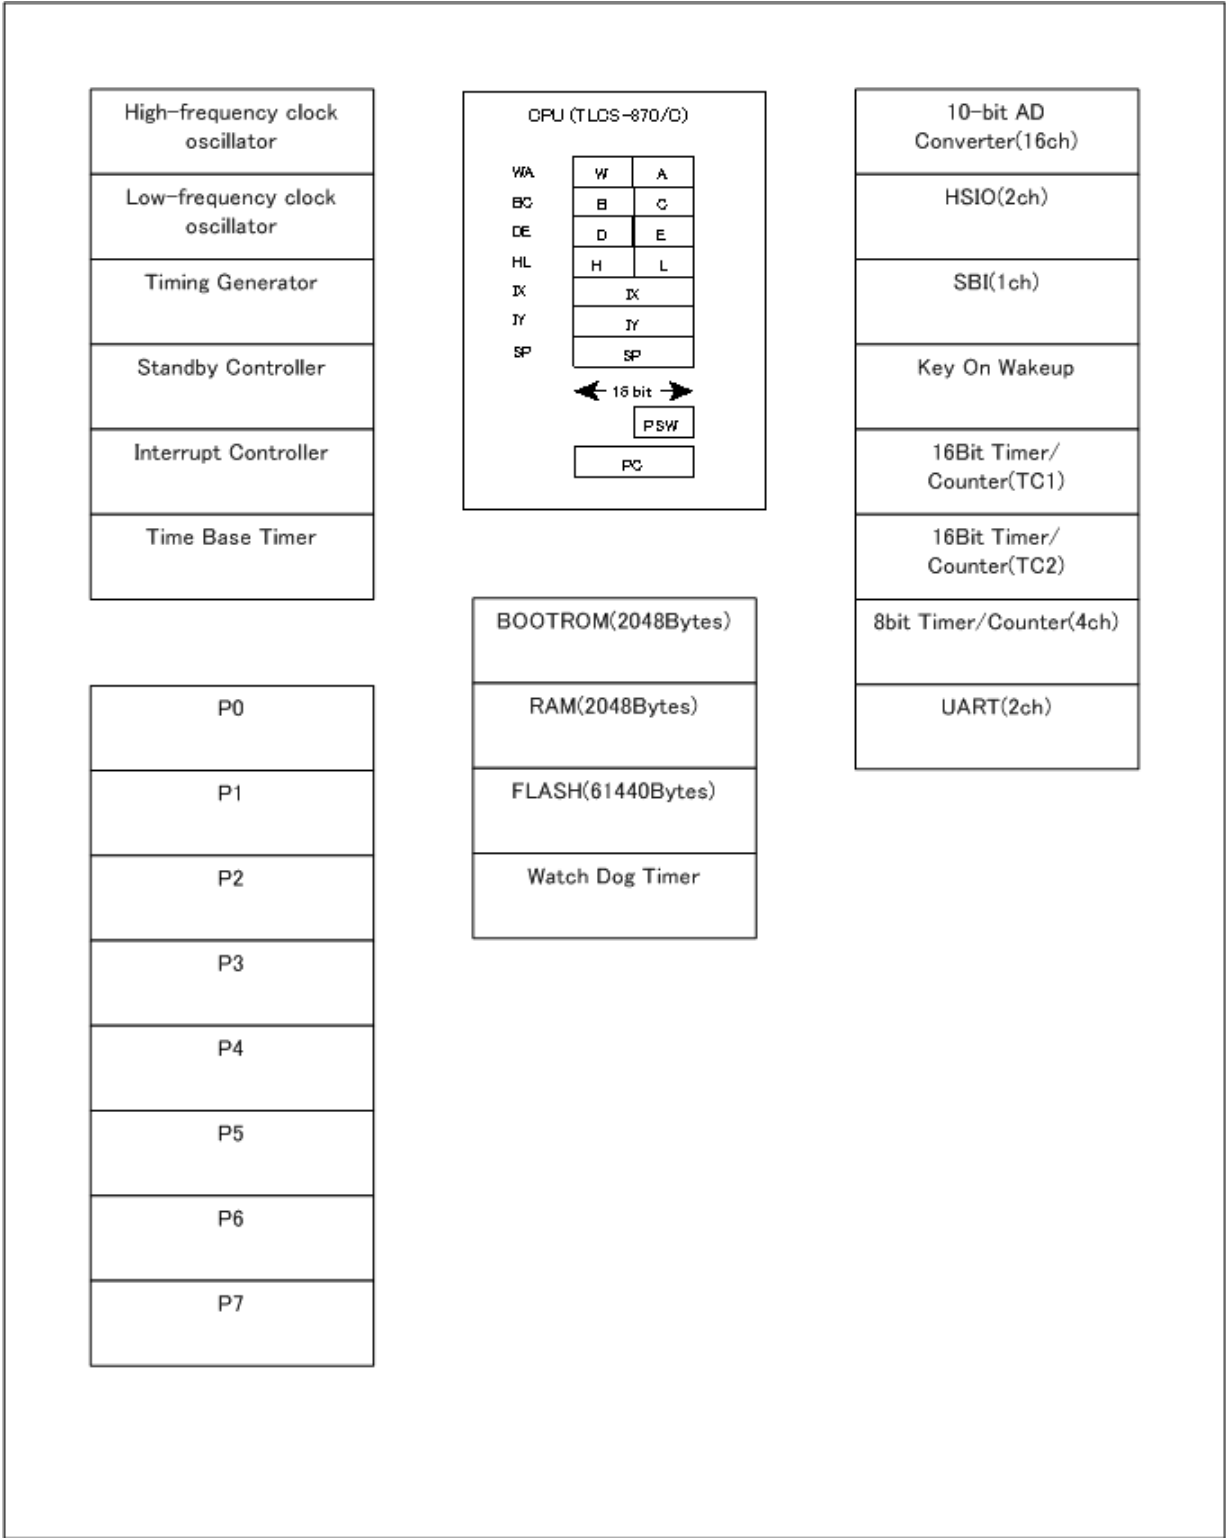 High-frequency clock
oscillator
Low-frequency clock
oscillator
Timing Generator
Standby Controller
Interrupt Controller
Time Base Timer
P0
P1
P2
P3
P4
P5
P6
P7
CPU (TLCS-870/C)
WA W A
BC B C
DE D E
HL H L
IX IX
IY IY
SP SP
16 bit
PSW
PC
BOOTROM(2048Bytes)
RAM(2048Bytes)
FLASH(61440Bytes)
Watch Dog Timer
10-bit AD
Converter(16ch)
HSIO(2ch)
SBI(1ch)
Key On Wakeup
16Bit Timer/
Counter(TC1)
16Bit Timer/
Counter(TC2)
8bit Timer/Counter(4ch)
UART(2ch)